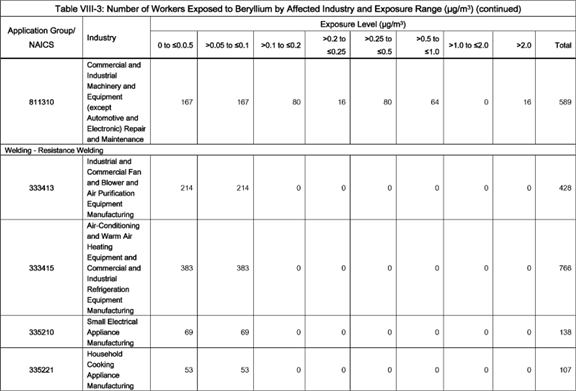 Table VIII-3: Number of Workers Exposed to Beryllium by Affected Industry and Exposure Range (µg/m³) (continued)
Application Group/ NAICS
Industry
Exposure Level (µg/m³)
0 to ≤0.0.5
>0.05 to ≤0.1
>0.1 to ≤0.2
>0.2 to ≤0.25
>0.25 to ≤0.5
>0.5 to ≤1.0
>1.0 to ≤2.0
>2.0
Total
811310
Commercial and
Industrial
Machinery and
Equipment
(except
Automotive and
Electronic) Repair
and Maintenance
167 167 80 16 80 64 0 16 589
Welding - Resistance Welding
333413
Industrial and
Commercial Fan
and Blower and
Air Purification
Equipment
Manufacturing
214 214 0 0 0 0 0 0 428
333415
Air-Conditioning
and Warm Air
Heating
Equipment and
Commercial and
Industrial
Refrigeration
Equipment
Manufacturing
383 383 0 0 0 0 0 0 766
335210
Small Electrical
Appliance
Manufacturing
69 69 0 0 0 0 0 0 138
335221
Household
Cooking
Appliance
Manufacturing
53 53 0 0 0 0 0 0 107